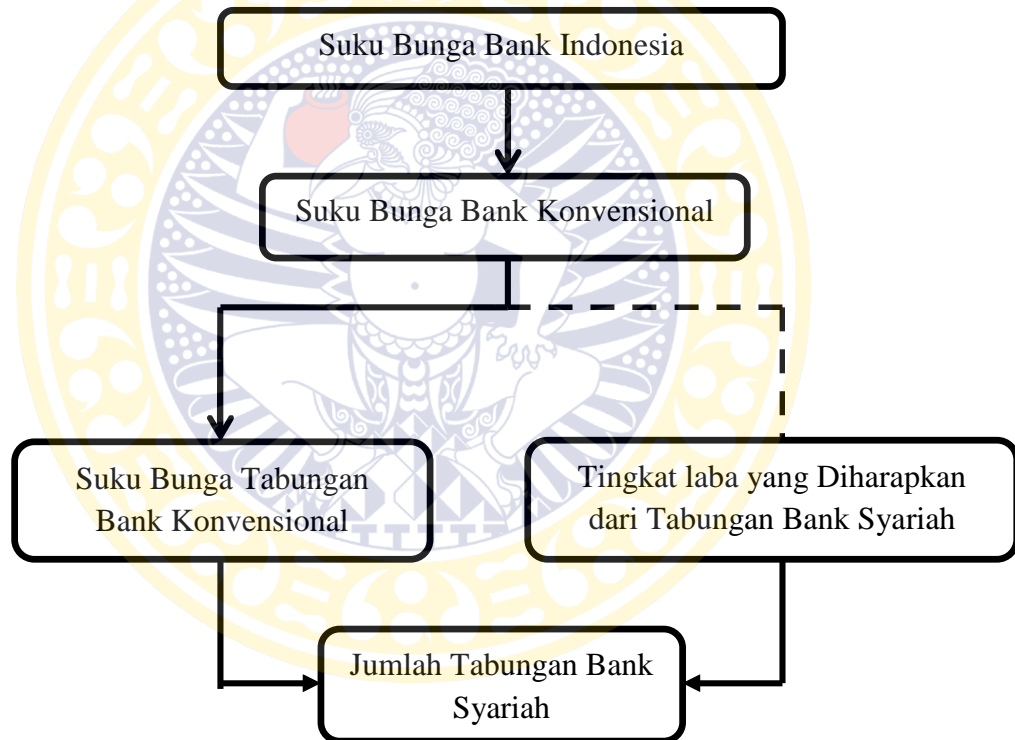 Suku Bunga Bank Indonesia
Suku Bunga Bank Konvensional
Suku Bunga Tabungan
Bank Konvensional
Tingkat laba yang Diharapkan
dari Tabungan Bank Syariah
Jumlah Tabungan Bank
Syariah